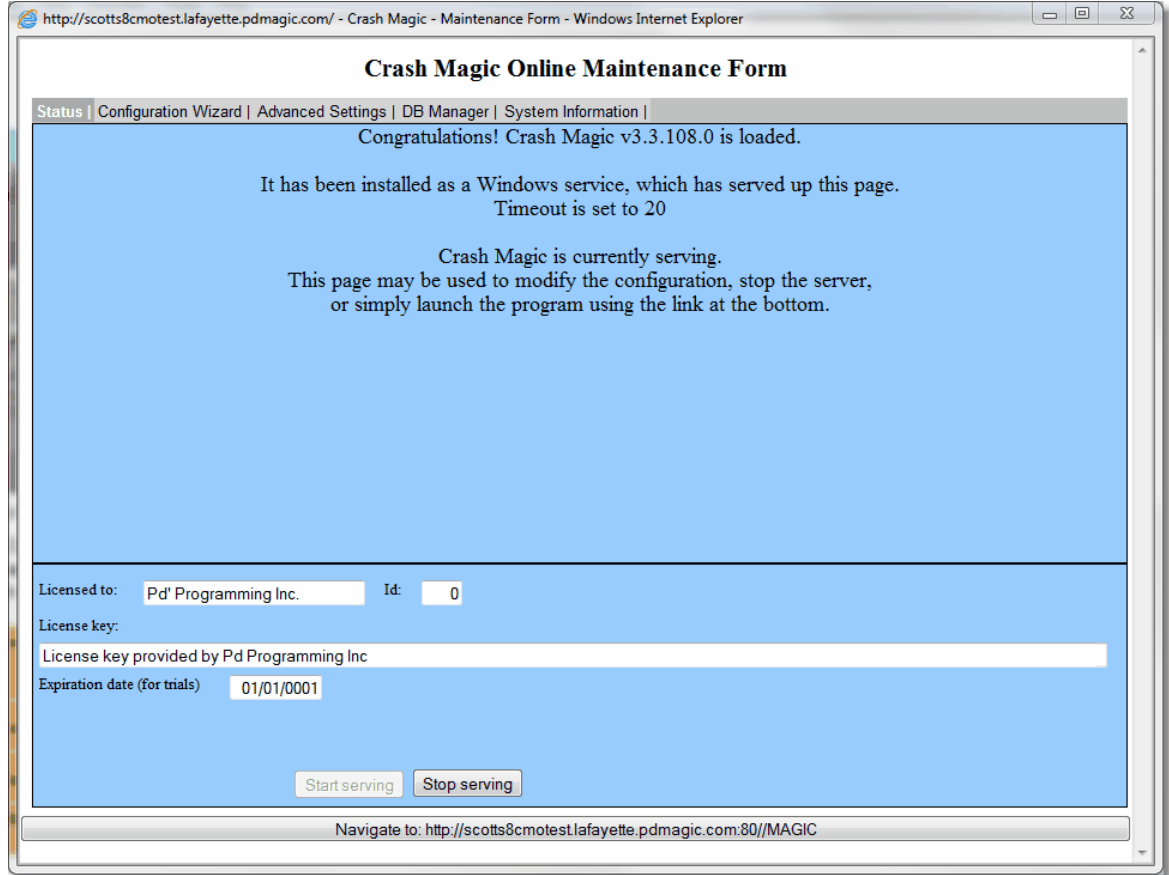 http://scotts8cmotest.lafayette.pdmagic.com/ - Crash Magic - Maintenance Form - Windows Internet Explorer
Crash Magic Online Maintenance Form
Status | Configuration Wizard | Advanced Settings | DB Manager | System Information |
Congratulations! Crash Magic v3.3.108.0 is loaded.
It has been installed as a Windows service, which has served up this page.
Timeout is set to 20
Crash Magic is currently serving.
This page may be used to modify the configuration, stop the server,
or simply launch the program using the link at the bottom.
Licensed to: Pd' Programming Inc. Id: 0
License key:
License key provided by Pd Programming Inc
Expiration date (for trials) 01/01/0001
Start serving Stop serving
Navigate to: http://scotts8cmotest.lafayette.pdmagic.com:80//MAGIC